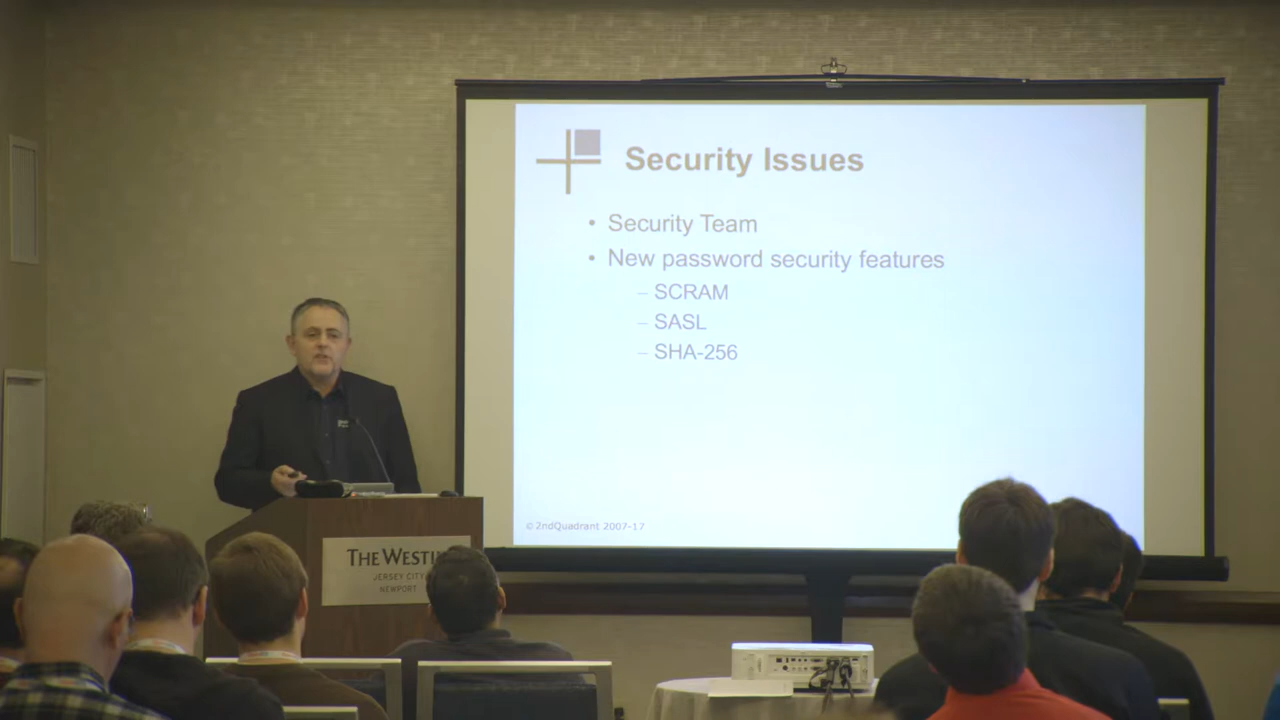 Security Issues
• Security Team
• New password security features
– SCRAM
– SASL
– SHA-256
© 2ndQuadrant 2007-17
THE WESTI
JERSEY CITY
NEWPORT